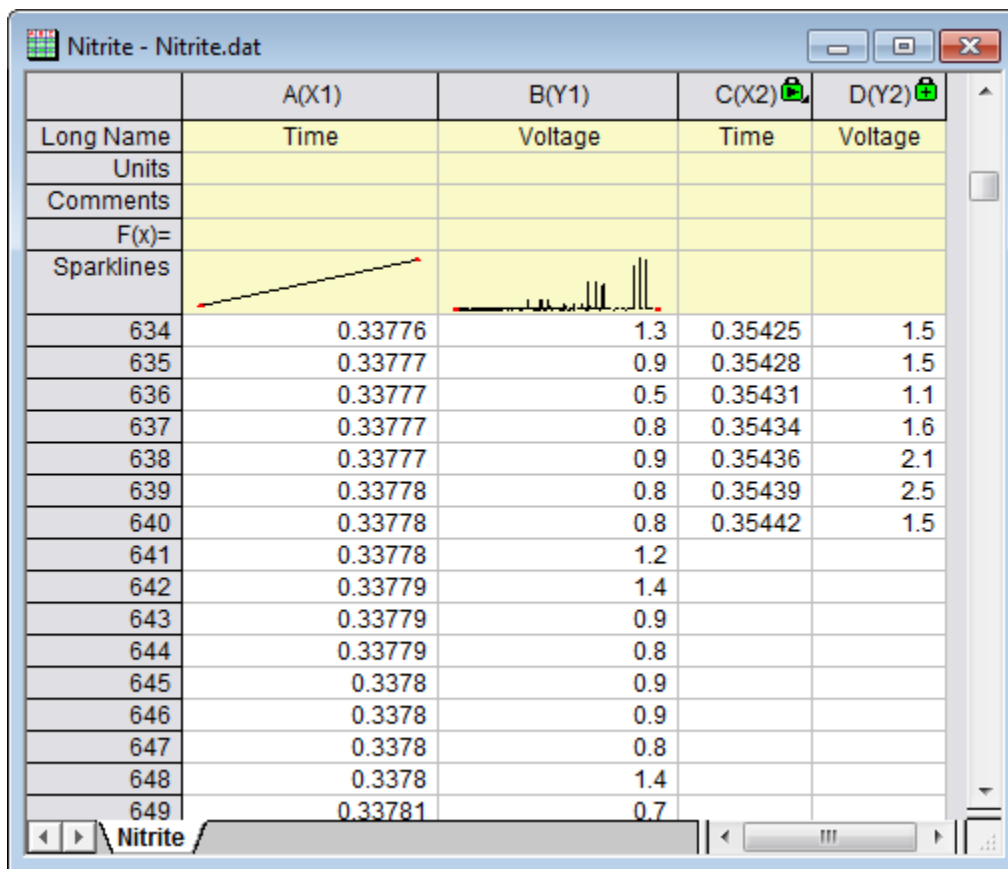 Nitrite - Nitrite.dat
A(X1) B(Y1) C(X2) D(Y2)
Long Name Time Voltage Time Voltage
Units
Comments
F(x)=
Sparklines
634 0.33776 1.3 0.35425 1.5
635 0.33777 0.9 0.35428 1.5
636 0.33777 0.5 0.35431 1.1
637 0.33777 0.8 0.35434 1.6
638 0.33777 0.9 0.35436 2.1
639 0.33778 0.8 0.35439 2.5
640 0.33778 0.8 0.35442 1.5
641 0.33778 1.2
642 0.33779 1.4
643 0.33779 0.9
644 0.33779 0.8
645 0.3378 0.9
646 0.3378 0.9
647 0.3378 0.8
648 0.3378 1.4
649 0.33781 0.7
Nitrite